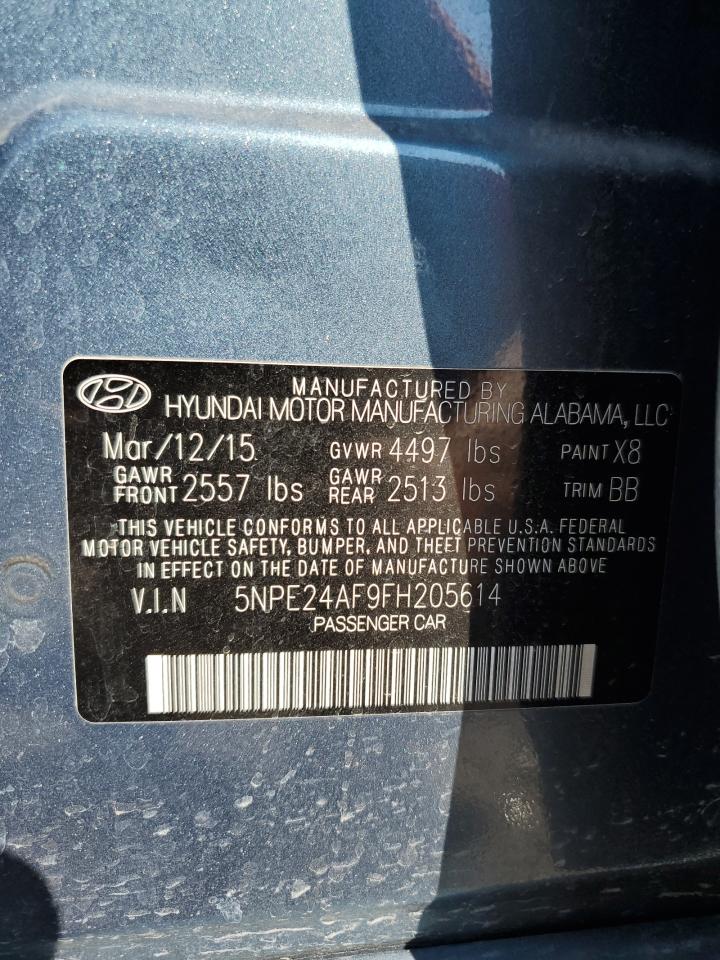 MANUFACTURED BY
HYUNDAI MOTOR MANUFACTURING ALABAMA, LLC
Mar/12/15 GVWR 4497 lbs PAINT X8
GAWR FRONT 2557 lbs GAWR REAR 2513 lbs TRIM BB
THIS VEHICLE CONFORMS TO ALL APPLICABLE U.S.A. FEDERAL
MOTOR VEHICLE SAFETY, BUMPER, AND THEFT PREVENTION STANDARDS
IN EFFECT ON THE DATE OF MANUFACTURE SHOWN ABOVE
V.I.N 5NPE24AF9FH205614
PASSENGER CAR